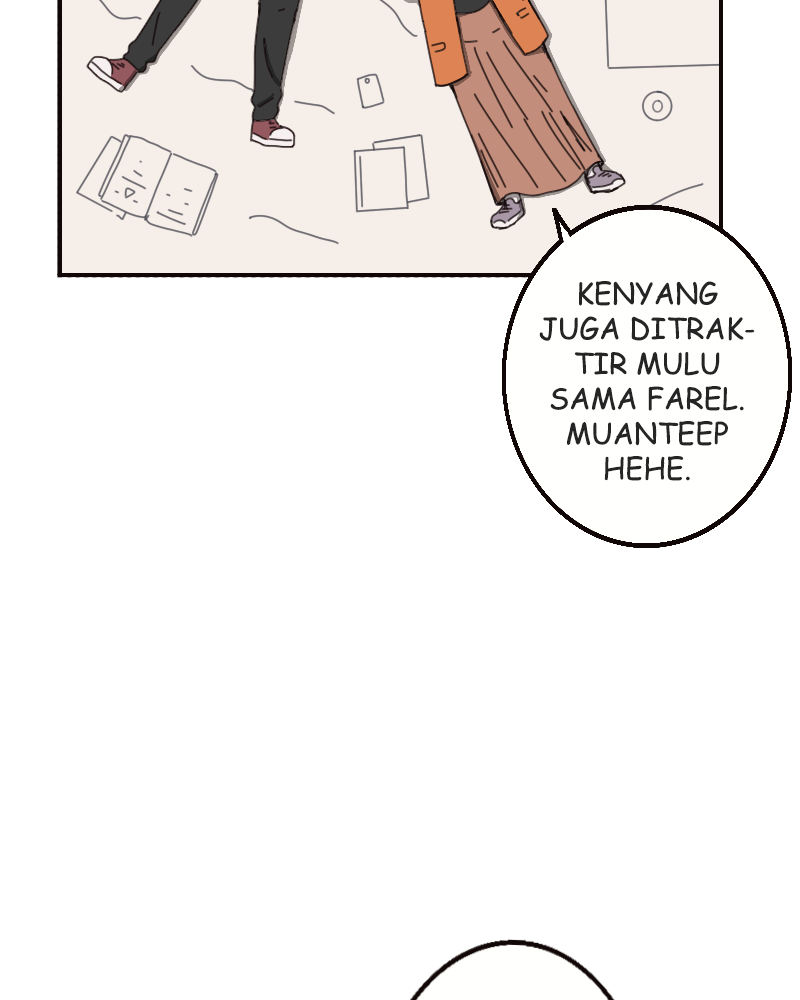 KENYANG
JUGA DITRAK-
TIR MULU
SAMA FAREL.
MUANTEEP
HEHE.